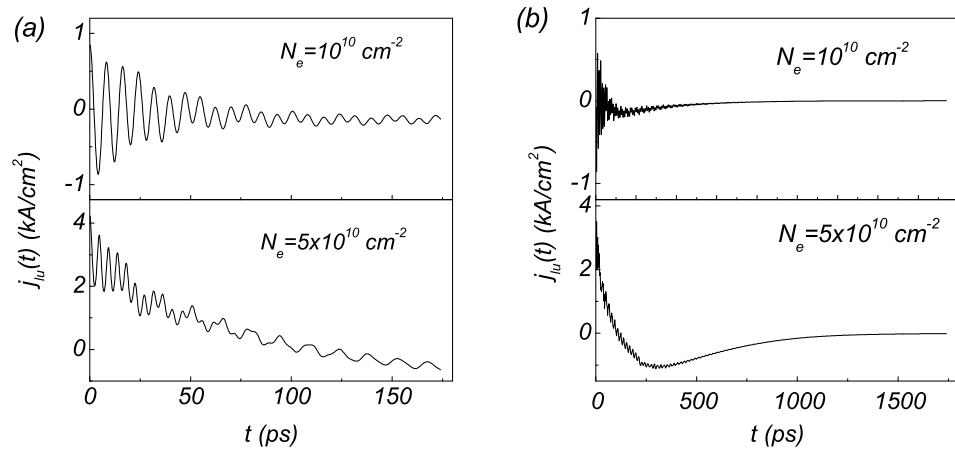 (a)
1
0
-1
N_e=10^10 cm^-2
4
2
0
N_e=5x10^10 cm^-2
j_lu(t) (kA/cm^2)
0 50 100 150
t (ps)
(b)
1
0
-1
N_e=10^10 cm^-2
4
2
0
N_e=5x10^10 cm^-2
j_lu(t) (kA/cm^2)
0 500 1000 1500
t (ps)